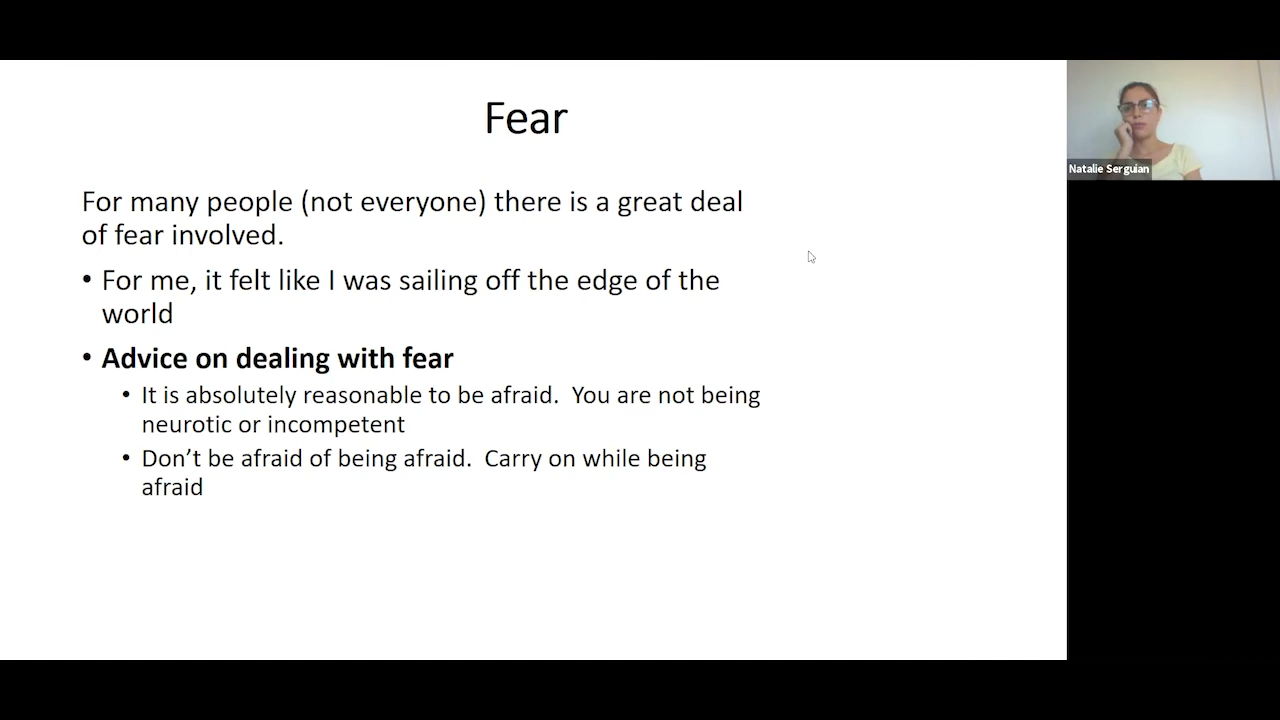 Fear
For many people (not everyone) there is a great deal
of fear involved.
• For me, it felt like I was sailing off the edge of the
world
• Advice on dealing with fear
• It is absolutely reasonable to be afraid.  You are not being
neurotic or incompetent
• Don’t be afraid of being afraid.  Carry on while being
afraid
Natalie Serguian